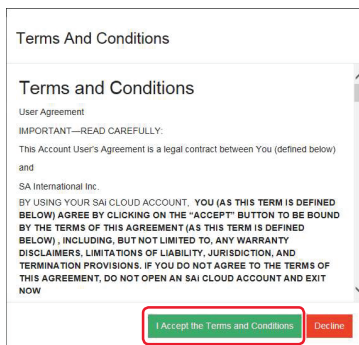 Terms And Conditions
Terms and Conditions
User Agreement
IMPORTANT—READ CAREFULLY:
This Account User's Agreement is a legal contract between You (defined below)
and
SA International Inc.
BY USING YOUR SAi CLOUD ACCOUNT, YOU (AS THIS TERM IS DEFINED
BELOW) AGREE BY CLICKING ON THE “ACCEPT” BUTTON TO BE BOUND
BY THE TERMS OF THIS AGREEMENT (AS THIS TERM IS DEFINED
BELOW) , INCLUDING, BUT NOT LIMITED TO, ANY WARRANTY
DISCLAIMERS, LIMITATIONS OF LIABILITY, JURISDICTION, AND
TERMINATION PROVISIONS. IF YOU DO NOT AGREE TO THE TERMS OF
THIS AGREEMENT, DO NOT OPEN AN SAi CLOUD ACCOUNT AND EXIT
NOW
I Accept the Terms and Conditions Decline